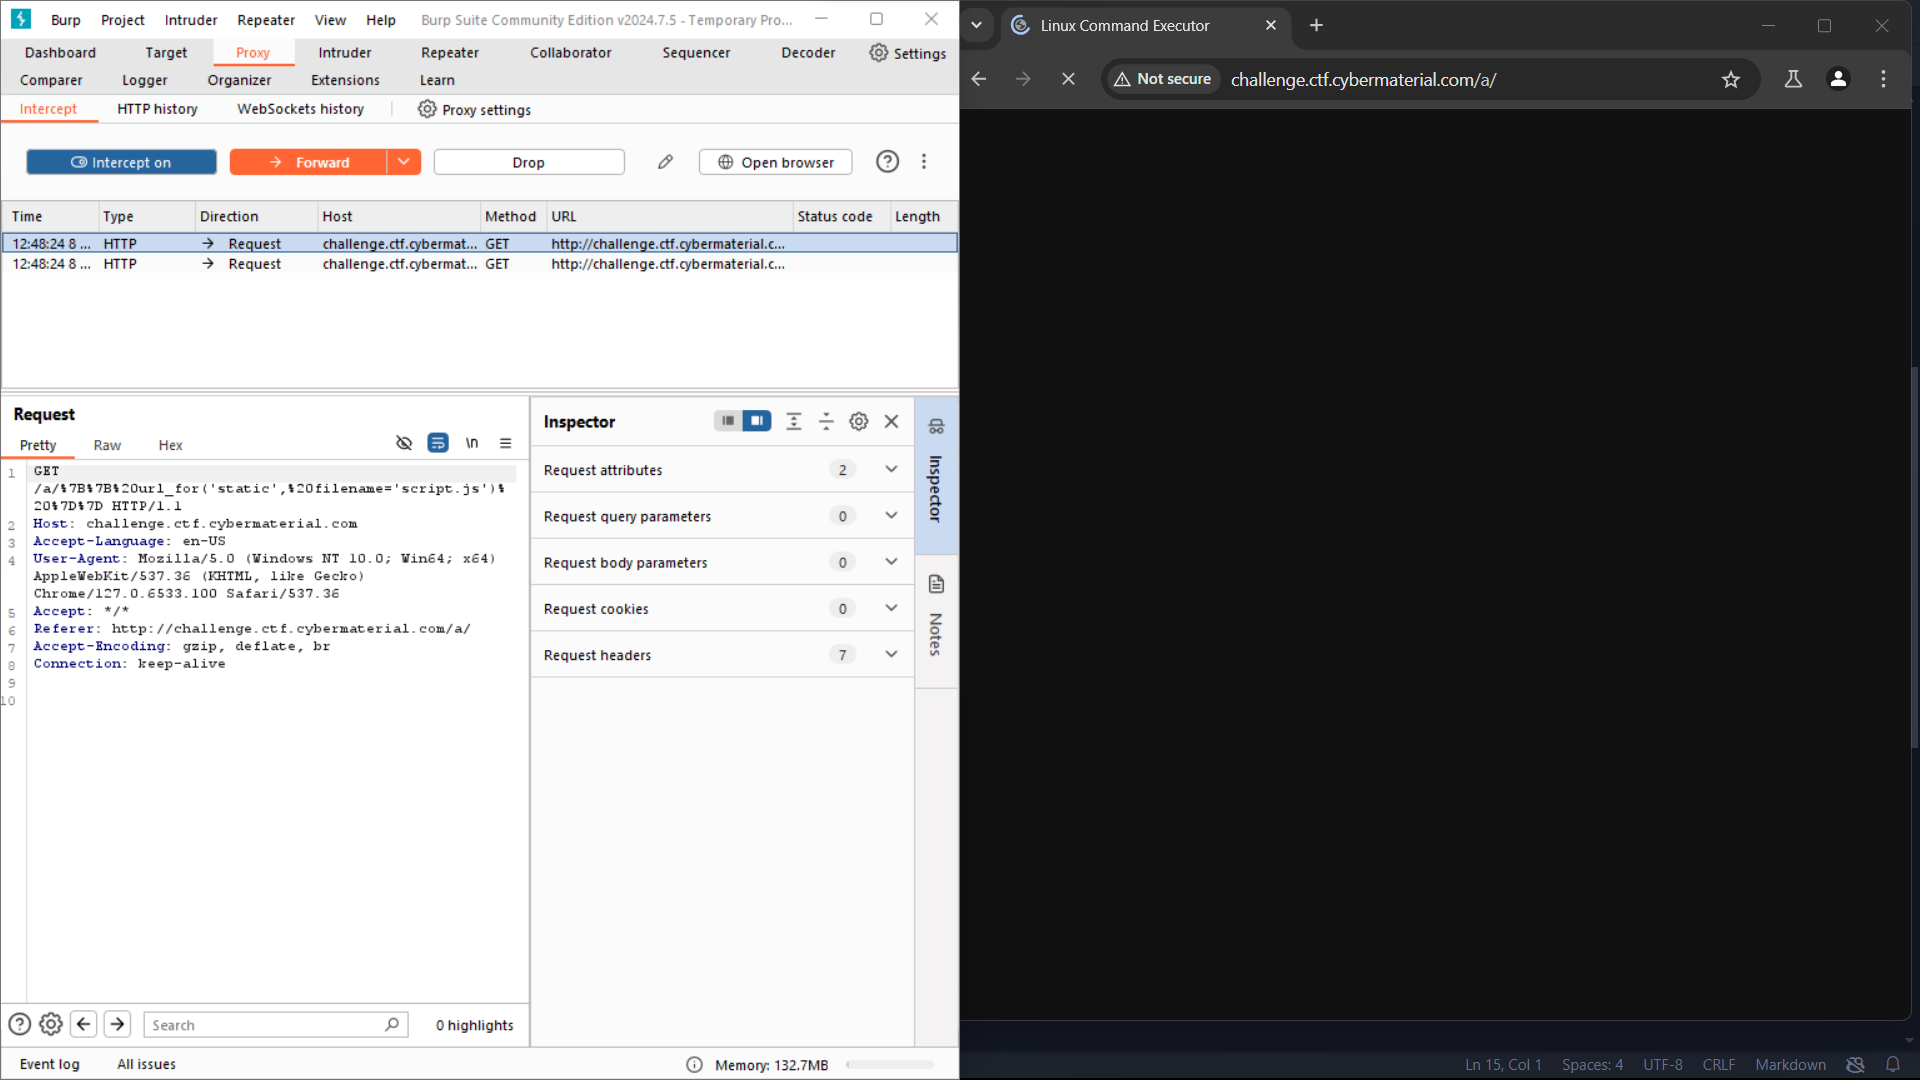 Burp Project Intruder Repeater View Help Burp Suite Community Edition v2024.7.5 - Temporary Pro...
Dashboard Target Proxy Intruder Repeater Collaborator Sequencer Decoder Settings
Comparer Logger Organizer Extensions Learn
Intercept HTTP history WebSockets history Proxy settings
Intercept on Forward Drop Open browser
Time Type Direction Host Method URL Status code Length
12:48:24 8 ... HTTP → Request challenge.ctf.cybermat... GET http://challenge.ctf.cybermaterial.c...
12:48:24 8 ... HTTP → Request challenge.ctf.cybermat... GET http://challenge.ctf.cybermaterial.c...
Request
Pretty Raw Hex \n
1 GET
/a/%7B%7B%20url_for('static',%20filename='script.js')%
20%7D%7D HTTP/1.1
2 Host: challenge.ctf.cybermaterial.com
3 Accept-Language: en-US
4 User-Agent: Mozilla/5.0 (Windows NT 10.0; Win64; x64)
AppleWebKit/537.36 (KHTML, like Gecko)
Chrome/127.0.6533.100 Safari/537.36
5 Accept: */*
6 Referer: http://challenge.ctf.cybermaterial.com/a/
7 Accept-Encoding: gzip, deflate, br
8 Connection: keep-alive
9
10
Inspector
Request attributes 2
Request query parameters 0
Request body parameters 0
Request cookies 0
Request headers 7
Inspector
Notes
Search 0 highlights
Event log All issues Memory: 132.7MB
Linux Command Executor
Not secure challenge.ctf.cybermaterial.com/a/
Ln 15, Col 1 Spaces: 4 UTF-8 CRLF Markdown